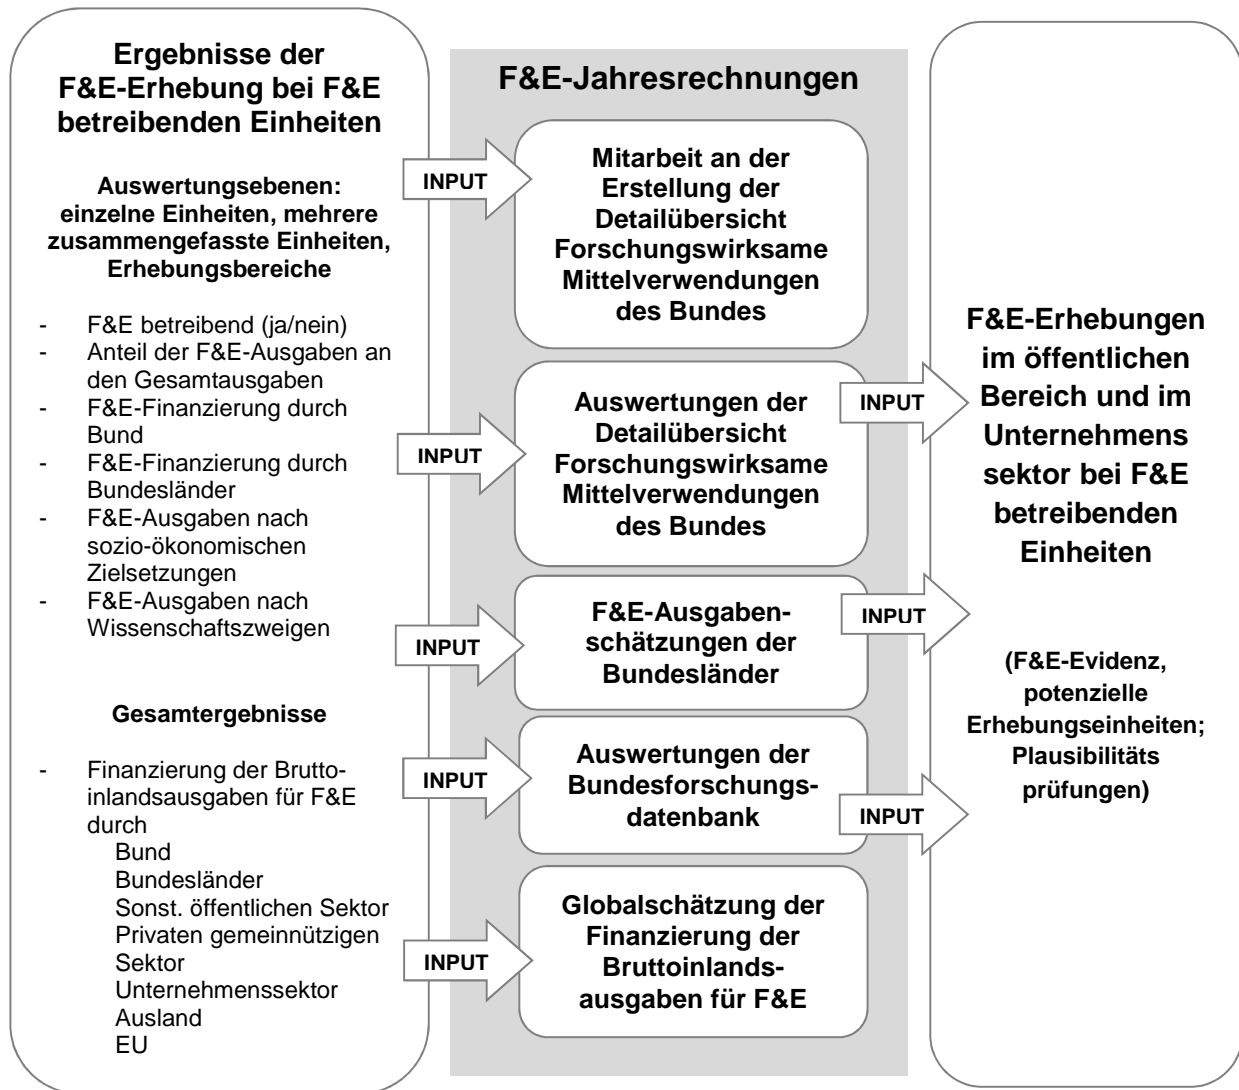 Ergebnisse der
F&E-Erhebung bei F&E
betreibenden Einheiten
Auswertungsebenen:
einzelne Einheiten, mehrere
zusammengefasste Einheiten,
Erhebungsbereiche
- F&E betreibend (ja/nein)
- Anteil der F&E-Ausgaben an
den Gesamtausgaben
- F&E-Finanzierung durch
Bund
- F&E-Finanzierung durch
Bundesländer
- F&E-Ausgaben nach
sozio-ökonomischen
Zielsetzungen
- F&E-Ausgaben nach
Wissenschaftszweigen
Gesamtergebnisse
- Finanzierung der Brutto-
inlandsausgaben für F&E
durch
Bund
Bundesländer
Sonst. öffentlichen Sektor
Privaten gemeinnützigen
Sektor
Unternehmenssektor
Ausland
EU
INPUT
INPUT
INPUT
INPUT
INPUT
F&E-Jahresrechnungen
Mitarbeit an der
Erstellung der
Detailübersicht
Forschungswirksame
Mittelverwendungen
des Bundes
Auswertungen der
Detailübersicht
Forschungswirksame
Mittelverwendungen
des Bundes
F&E-Ausgaben-
schätzungen der
Bundesländer
Auswertungen der
Bundesforschungs-
datenbank
Globalschätzung der
Finanzierung der
Bruttoinlands-
ausgaben für F&E
INPUT
INPUT
INPUT
F&E-Erhebungen
im öffentlichen
Bereich und im
Unternehmens
sektor bei F&E
betreibenden
Einheiten
(F&E-Evidenz,
potenzielle
Erhebungseinheiten;
Plausibilitäts
prüfungen)